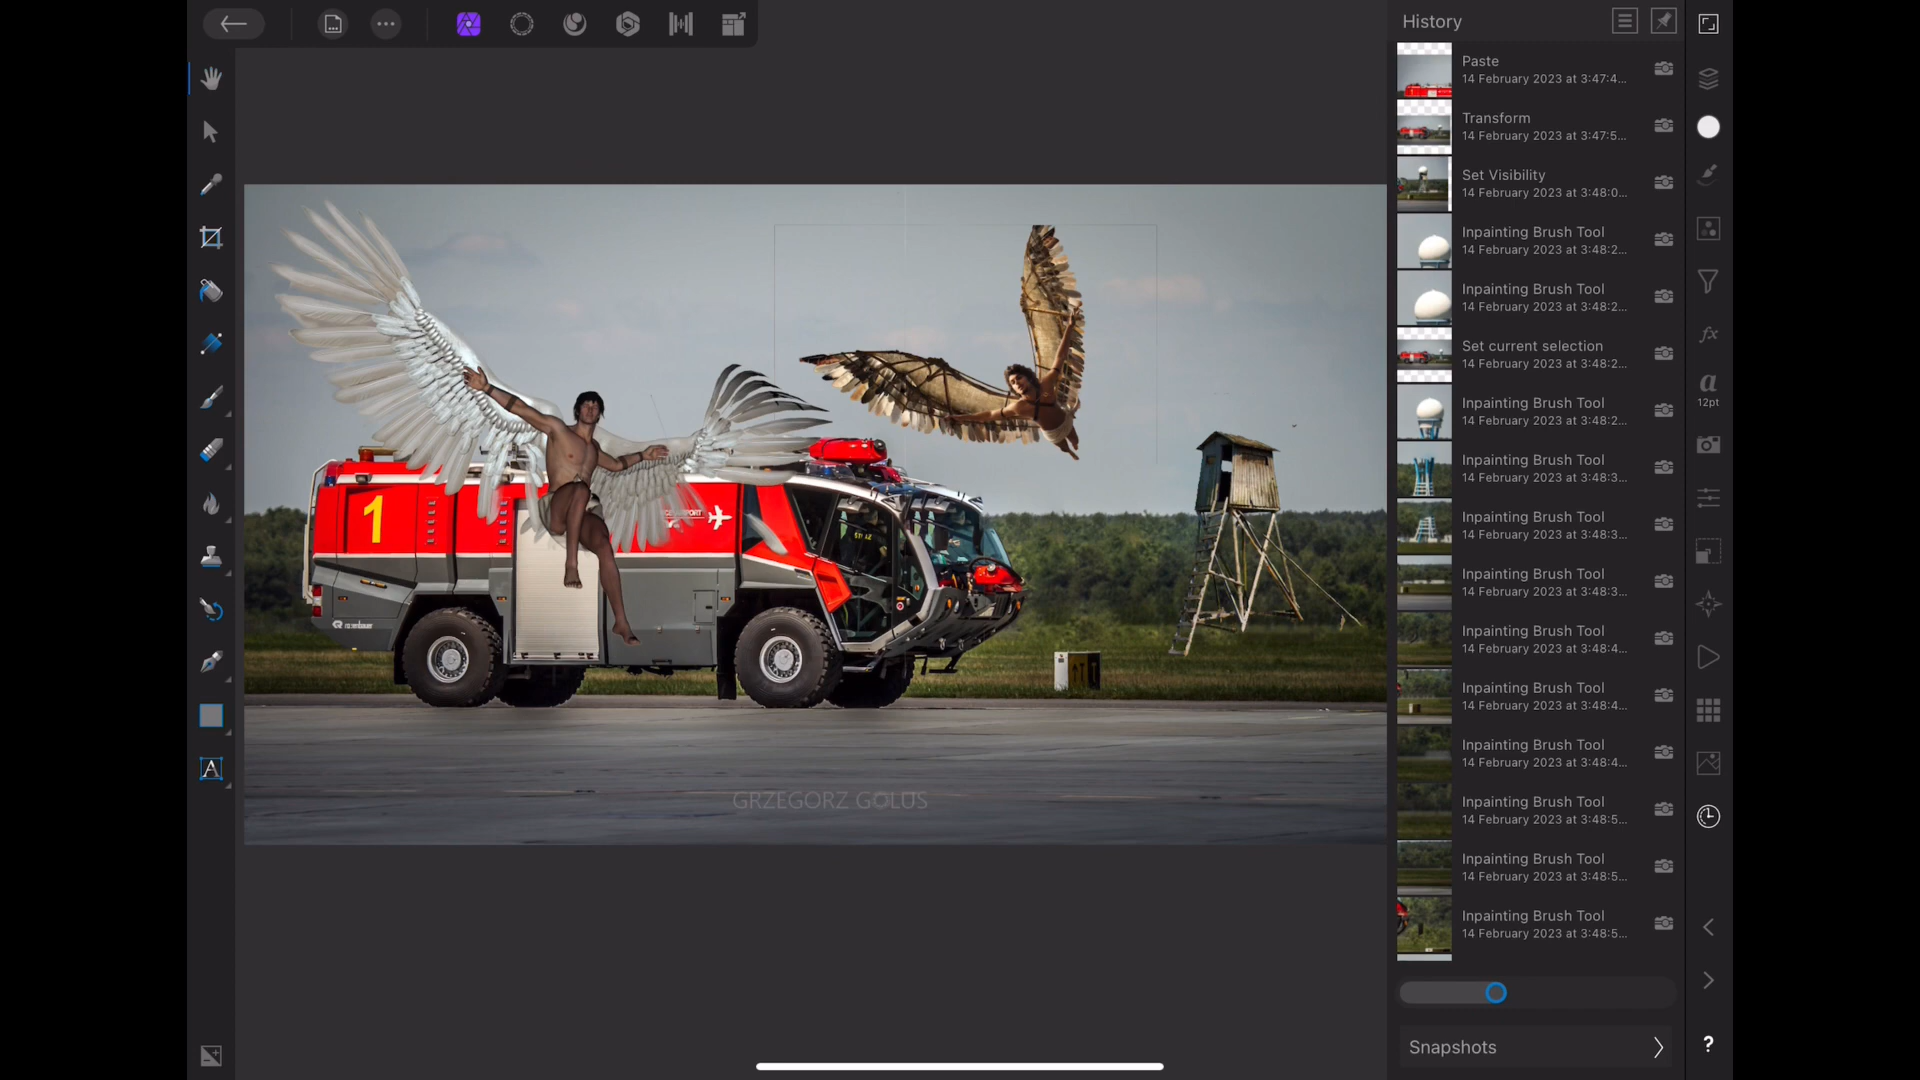 History
Paste
14 February 2023 at 3:47:4...
Transform
14 February 2023 at 3:47:5...
Set Visibility
14 February 2023 at 3:48:0...
Inpainting Brush Tool
14 February 2023 at 3:48:2...
Inpainting Brush Tool
14 February 2023 at 3:48:2...
Set current selection
14 February 2023 at 3:48:2...
Inpainting Brush Tool
14 February 2023 at 3:48:2...
Inpainting Brush Tool
14 February 2023 at 3:48:3...
Inpainting Brush Tool
14 February 2023 at 3:48:3...
Inpainting Brush Tool
14 February 2023 at 3:48:3...
Inpainting Brush Tool
14 February 2023 at 3:48:4...
Inpainting Brush Tool
14 February 2023 at 3:48:4...
Inpainting Brush Tool
14 February 2023 at 3:48:4...
Inpainting Brush Tool
14 February 2023 at 3:48:5...
Inpainting Brush Tool
14 February 2023 at 3:48:5...
Inpainting Brush Tool
14 February 2023 at 3:48:5...
Snapshots
a
12pt
?
A
1
GRZEGORZ GOLUS